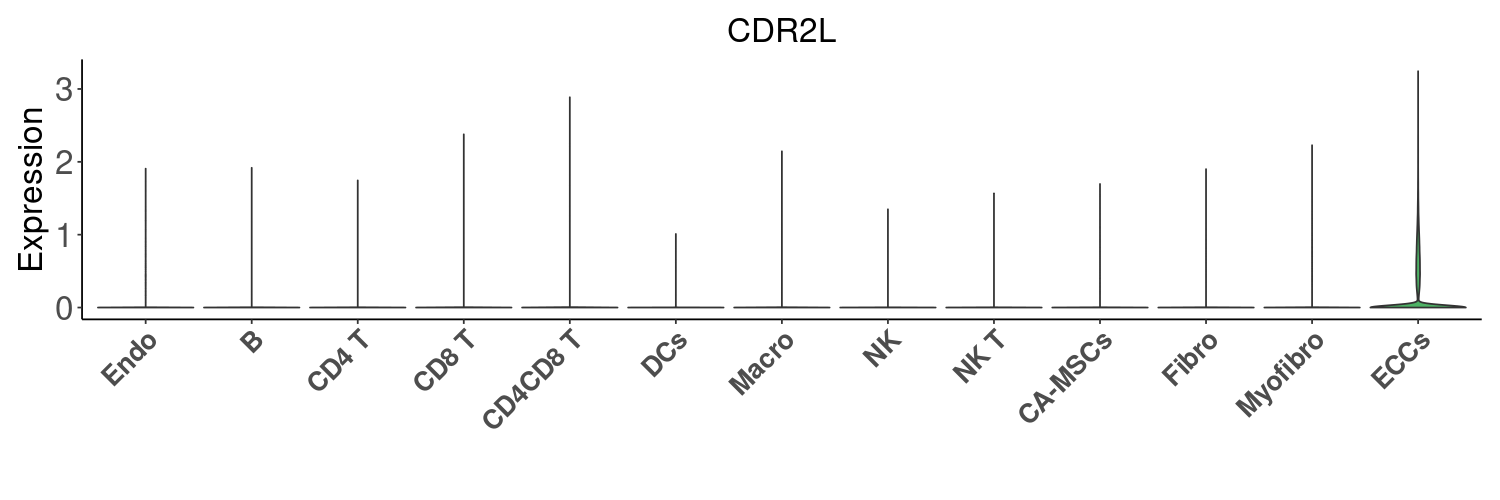 CDR2L
Expression
3
2
1
0
Endo
B
CD4 T
CD8 T
CD4CD8 T
DCs
Macro
NK
NK T
CA-MSCs
Fibro
Myofibro
ECCs